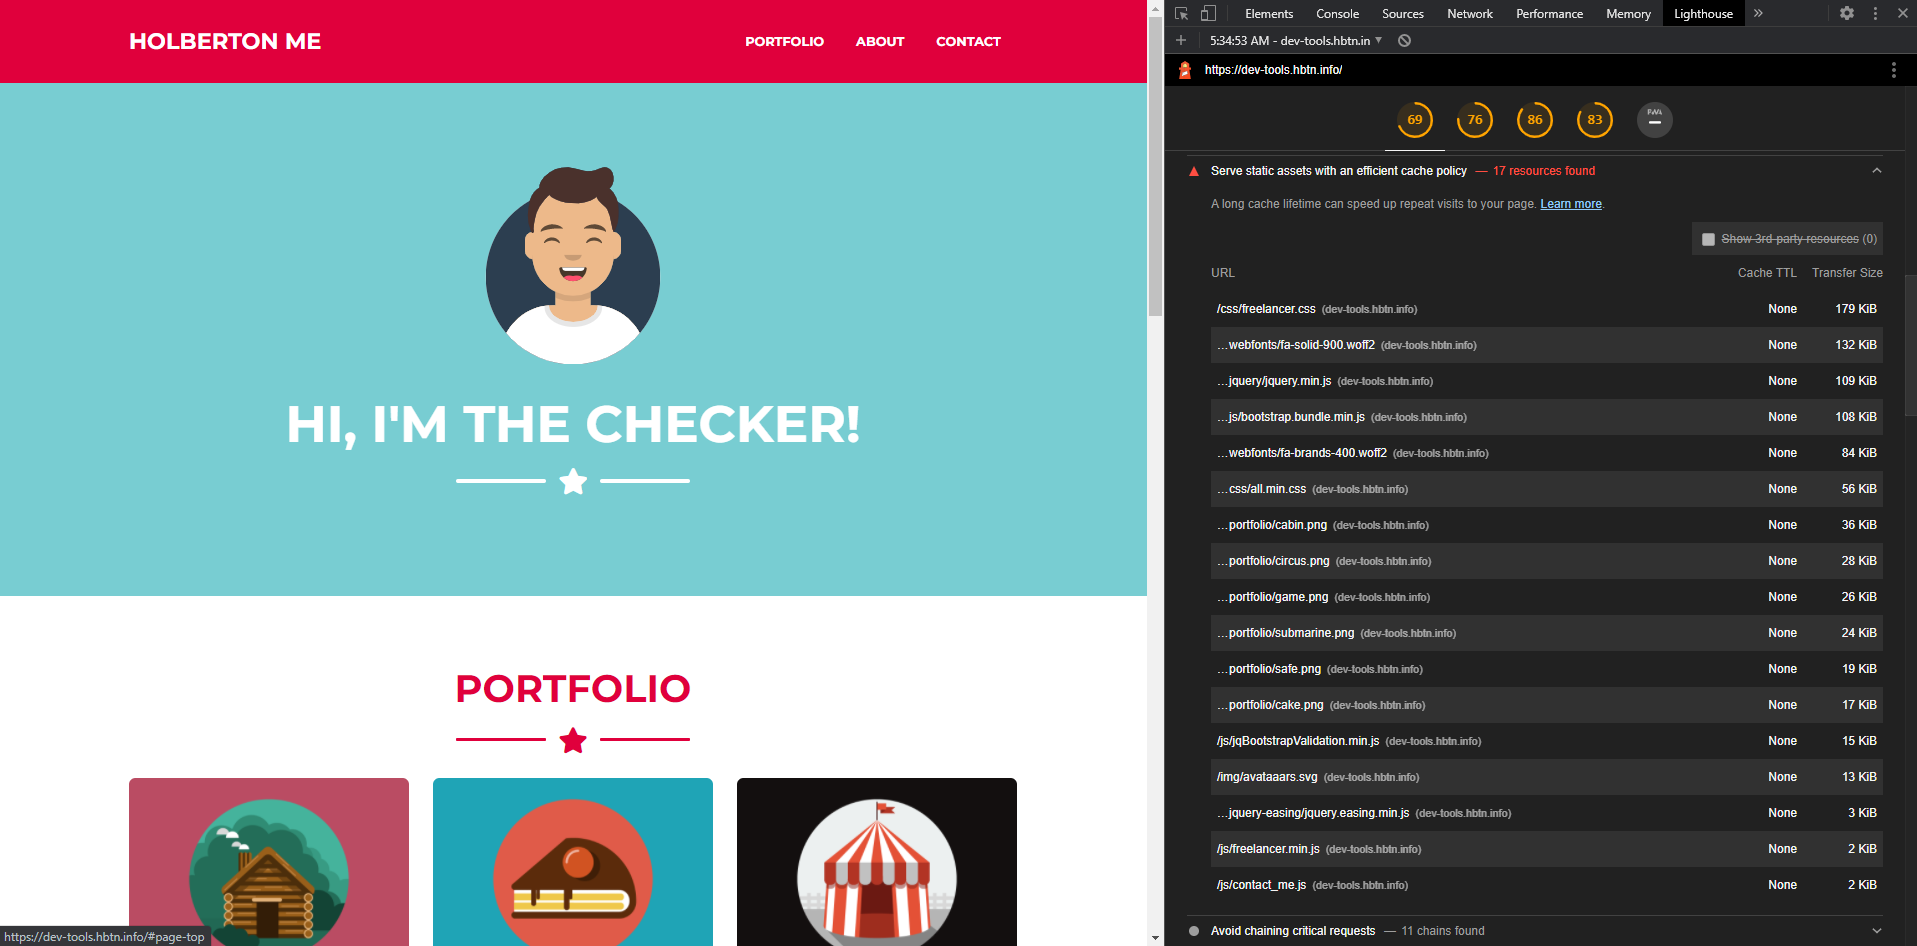 HOLBERTON ME
PORTFOLIO ABOUT CONTACT
HI, I'M THE CHECKER!
PORTFOLIO
https://dev-tools.hbtn.info/#page-top
Elements Console Sources Network Performance Memory Lighthouse
5:34:53 AM - dev-tools.hbtn.in
https://dev-tools.hbtn.info/
69 76 86 83 PWA
Serve static assets with an efficient cache policy — 17 resources found
A long cache lifetime can speed up repeat visits to your page. Learn more.
Show 3rd-party resources (0)
URL Cache TTL Transfer Size
/css/freelancer.css (dev-tools.hbtn.info) None 179 KiB
…webfonts/fa-solid-900.woff2 (dev-tools.hbtn.info) None 132 KiB
…jquery/jquery.min.js (dev-tools.hbtn.info) None 109 KiB
…js/bootstrap.bundle.min.js (dev-tools.hbtn.info) None 108 KiB
…webfonts/fa-brands-400.woff2 (dev-tools.hbtn.info) None 84 KiB
…css/all.min.css (dev-tools.hbtn.info) None 56 KiB
…portfolio/cabin.png (dev-tools.hbtn.info) None 36 KiB
…portfolio/circus.png (dev-tools.hbtn.info) None 28 KiB
…portfolio/game.png (dev-tools.hbtn.info) None 26 KiB
…portfolio/submarine.png (dev-tools.hbtn.info) None 24 KiB
…portfolio/safe.png (dev-tools.hbtn.info) None 19 KiB
…portfolio/cake.png (dev-tools.hbtn.info) None 17 KiB
/js/jqBootstrapValidation.min.js (dev-tools.hbtn.info) None 15 KiB
/img/avataaars.svg (dev-tools.hbtn.info) None 13 KiB
…jquery-easing/jquery.easing.min.js (dev-tools.hbtn.info) None 3 KiB
/js/freelancer.min.js (dev-tools.hbtn.info) None 2 KiB
/js/contact_me.js (dev-tools.hbtn.info) None 2 KiB
Avoid chaining critical requests — 11 chains found